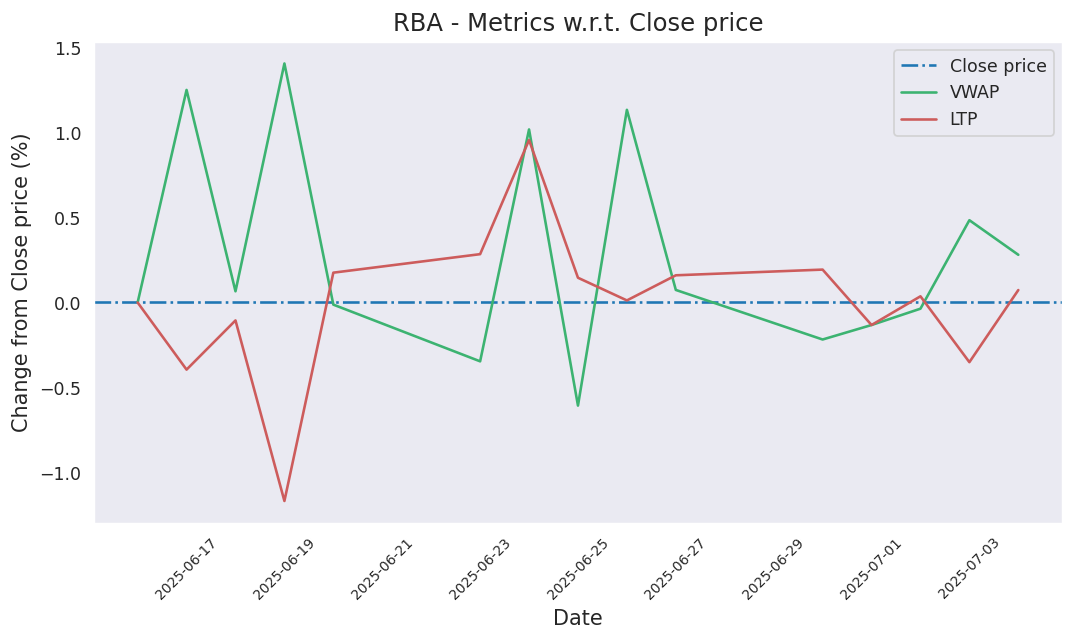 RBA - Metrics w.r.t. Close price
Change from Close price (%)
1.5
1.0
0.5
0.0
−0.5
−1.0
Close price
VWAP
LTP
2025-06-17
2025-06-19
2025-06-21
2025-06-23
2025-06-25
2025-06-27
2025-06-29
2025-07-01
2025-07-03
Date